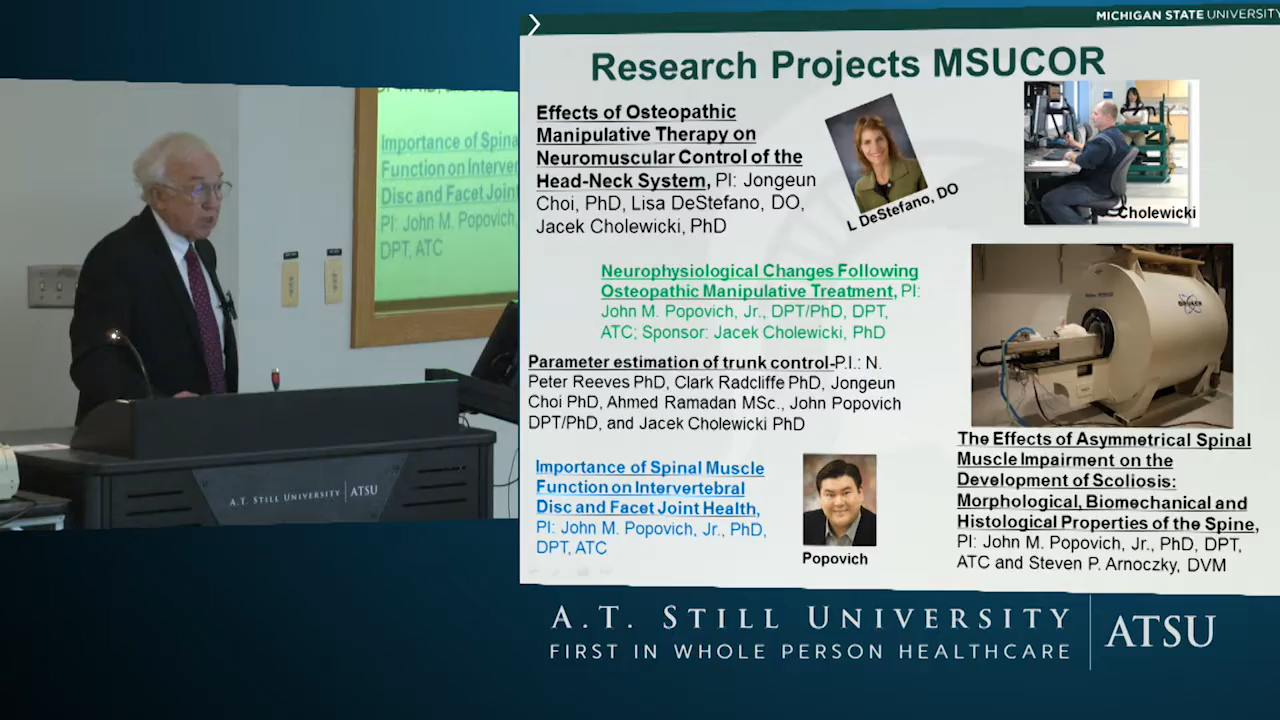 MICHIGAN STATE UNIVERSITY
Research Projects MSUCOR
Effects of Osteopathic
Manipulative Therapy on
Neuromuscular Control of the
Head-Neck System, PI: Jongeun
Choi, PhD, Lisa DeStefano, DO,
Jacek Cholewicki, PhD
L DeStefano, DO
Cholewicki
Neurophysiological Changes Following
Osteopathic Manipulative Treatment, PI:
John M. Popovich, Jr., DPT/PhD, DPT,
ATC; Sponsor: Jacek Cholewicki, PhD
BRUKER
Parameter estimation of trunk control-P.I.: N.
Peter Reeves PhD, Clark Radcliffe PhD, Jongeun
Choi PhD, Ahmed Ramadan MSc., John Popovich
DPT/PhD, and Jacek Cholewicki PhD
Importance of Spinal Muscle
Function on Intervertebral
Disc and Facet Joint Health,
PI: John M. Popovich, Jr., PhD,
DPT, ATC
Popovich
The Effects of Asymmetrical Spinal
Muscle Impairment on the
Development of Scoliosis:
Morphological, Biomechanical and
Histological Properties of the Spine,
PI: John M. Popovich, Jr., PhD, DPT,
ATC and Steven P. Arnoczky, DVM
Importance of Spina
Function on Interver
Disc and Facet Joint
PI: John M. Popovich,
DPT, ATC
A.T. STILL UNIVERSITY ATSU
A.T. STILL UNIVERSITY ATSU
FIRST IN WHOLE PERSON HEALTHCARE